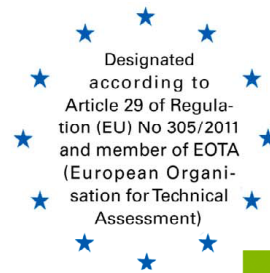 Designated
according to
Article 29 of Regula-
tion (EU) No 305/2011
and member of EOTA
(European Organi-
sation for Technical
Assessment)